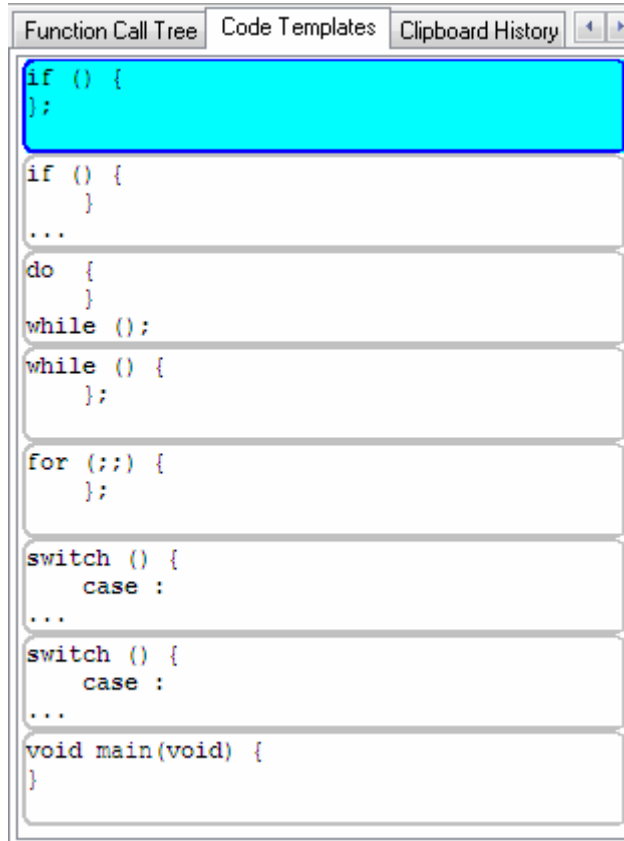 Function Call Tree Code Templates Clipboard History
if () {
};
if () {
    }
...
do  {
    }
while ();
while () {
    };
for (;;) {
    };
switch () {
    case :
...
switch () {
    case :
...
void main(void) {
}